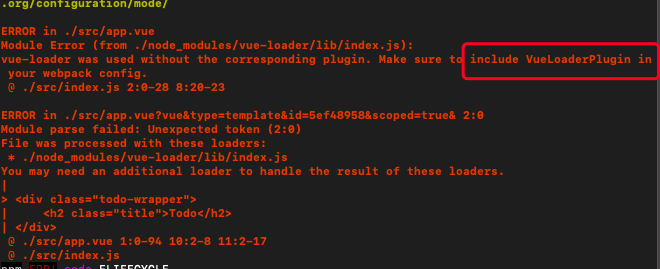 .org/configuration/mode/
ERROR in ./src/app.vue
Module Error (from ./node_modules/vue-loader/lib/index.js):
vue-loader was used without the corresponding plugin. Make sure to include VueLoaderPlugin in
your webpack config.
@ ./src/index.js 2:0-28 8:20-23
ERROR in ./src/app.vue?vue&type=template&id=5ef48958&scoped=true& 2:0
Module parse failed: Unexpected token (2:0)
File was processed with these loaders:
* ./node_modules/vue-loader/lib/index.js
You may need an additional loader to handle the result of these loaders.
|
> <div class="todo-wrapper">
|     <h2 class="title">Todo</h2>
| </div>
@ ./src/app.vue 1:0-94 10:2-8 11:2-17
@ ./src/index.js
npm ERR! code ELIFECYCLE